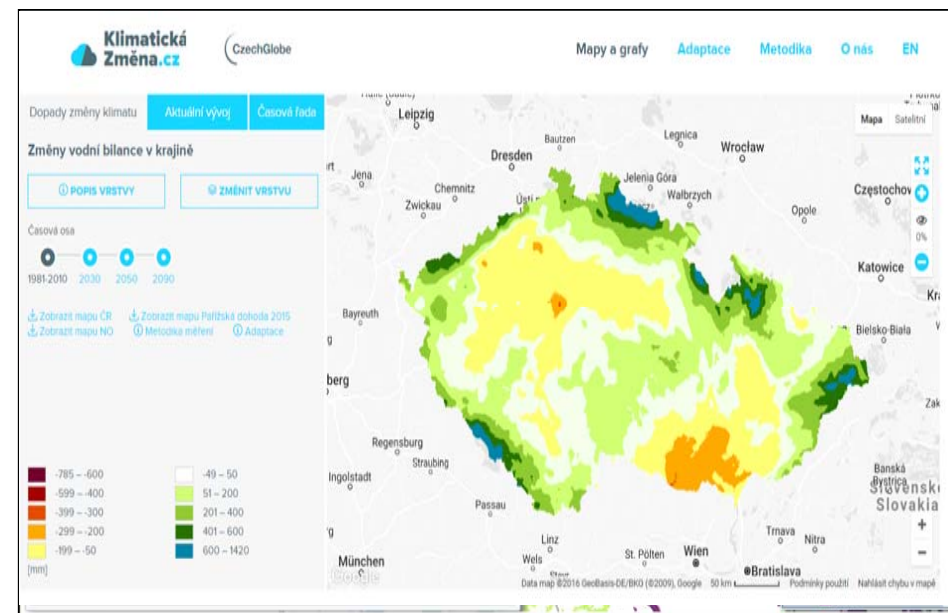 Klimatická
Změna.cz
CzechGlobe
Mapy a grafy
Adaptace
Metodika
O nás
EN
Dopady změny klimatu
Aktuální vývoj
Časová řada
Změny vodní bilance v krajině
POPIS VRSTVY
ZMĚNIT VRSTVU
Časová osa
1981-2010 2030 2050 2090
Zobrazit mapu ČR
Zobrazit mapu Pařížská dohoda 2015
Zobrazit mapu NO
Metodika měření
Adaptace
-785 – -600
-599 – -400
-399 – -300
-299 – -200
-199 – -50
[mm]
-49 – 50
51 – 200
201 – 400
401 – 600
600 – 1420
Mapa
Satelitní
0%
Leipzig
Bautzen
Legnica
Wrocław
Dresden
Jena
Chemnitz
Zwickau
Jelenia Góra
Wałbrzych
Opole
Częstochow
Katowice
Bayreuth
Bielsko-Biała
berg
Regensburg
Straubing
Ingolstadt
Passau
Linz
Wels
München
St. Pölten
Wien
Bratislava
Trnava
Nitra
Banská
Bystrica
Slovakia
Google
Data map ©2016 GeoBasis-DE/BKG (©2009), Google
50 km
Podmínky použití
Nahlásit chybu v mapě